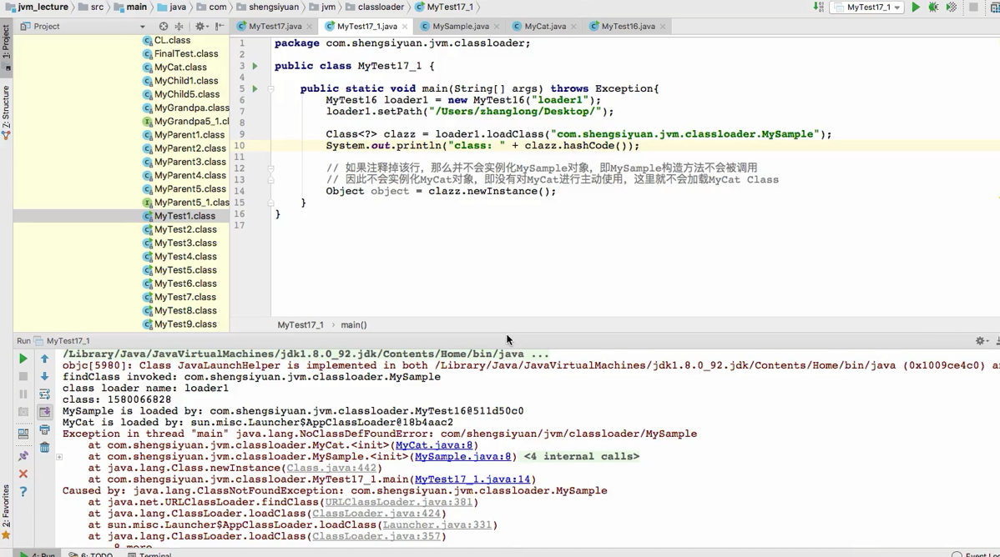 jvm_lecture src main java com shengsiyuan jvm classloader MyTest17_1
MyTest17_1
Project
MyTest17.java MyTest17_1.java MySample.java MyCat.java MyTest16.java
1: Project
Z: Structure
2: Favorites
CL.class
FinalTest.class
MyCat.class
MyChild1.class
MyChild5.class
MyGrandpa.class
MyGrandpa5_1.cl
MyParent1.class
MyParent2.class
MyParent3.class
MyParent4.class
MyParent5.class
MyParent5_1.clas
MyTest1.class
MyTest2.class
MyTest3.class
MyTest4.class
MyTest5.class
MyTest6.class
MyTest7.class
MyTest8.class
MyTest9.class
1 package com.shengsiyuan.jvm.classloader;
2
3 public class MyTest17_1 {
4
5 public static void main(String[] args) throws Exception{
6 MyTest16 loader1 = new MyTest16("loader1");
7 loader1.setPath("/Users/zhanglong/Desktop/");
8
9 Class<?> clazz = loader1.loadClass("com.shengsiyuan.jvm.classloader.MySample");
10 System.out.println("class: " + clazz.hashCode());
11
12 // 如果注释掉该行，那么并不会实例化MySample对象，即MySample构造方法不会被调用
13 // 因此不会实例化MyCat对象，即没有对MyCat进行主动使用，这里就不会加载MyCat Class
14 Object object = clazz.newInstance();
15 }
16 }
17
MyTest17_1 › main()
Run MyTest17_1
/Library/Java/JavaVirtualMachines/jdk1.8.0_92.jdk/Contents/Home/bin/java ...
objc[5980]: Class JavaLaunchHelper is implemented in both /Library/Java/JavaVirtualMachines/jdk1.8.0_92.jdk/Contents/Home/bin/java (0x1009ce4c0) an
findClass invoked: com.shengsiyuan.jvm.classloader.MySample
class loader name: loader1
class: 1580066828
MySample is loaded by: com.shengsiyuan.jvm.classloader.MyTest16@511d50c0
MyCat is loaded by: sun.misc.Launcher$AppClassLoader@18b4aac2
Exception in thread "main" java.lang.NoClassDefFoundError: com/shengsiyuan/jvm/classloader/MySample
at com.shengsiyuan.jvm.classloader.MyCat.<init>(MyCat.java:8)
at com.shengsiyuan.jvm.classloader.MySample.<init>(MySample.java:8) <4 internal calls>
at java.lang.Class.newInstance(Class.java:442)
at com.shengsiyuan.jvm.classloader.MyTest17_1.main(MyTest17_1.java:14)
Caused by: java.lang.ClassNotFoundException: com.shengsiyuan.jvm.classloader.MySample
at java.net.URLClassLoader.findClass(URLClassLoader.java:381)
at java.lang.ClassLoader.loadClass(ClassLoader.java:424)
at sun.misc.Launcher$AppClassLoader.loadClass(Launcher.java:331)
at java.lang.ClassLoader.loadClass(ClassLoader.java:357)
... 8 more
4: Run 6: TODO Terminal Event Lo